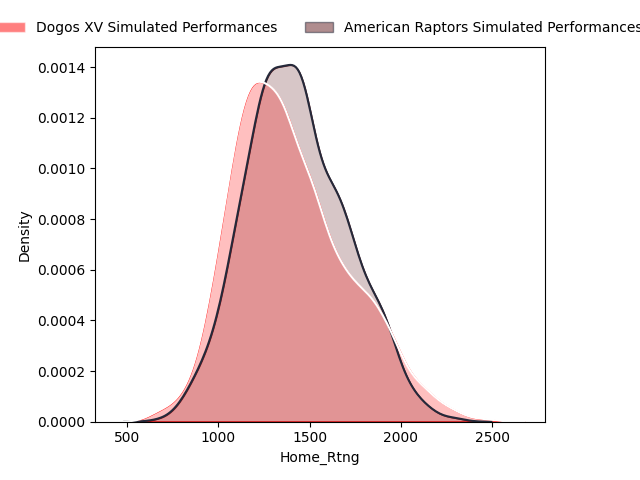 Dogos XV Simulated Performances American Raptors Simulated Performances
0.0014
0.0012
0.0010
0.0008
0.0006
0.0004
0.0002
0.0000
Density
500 1000 1500 2000 2500
Home_Rtng